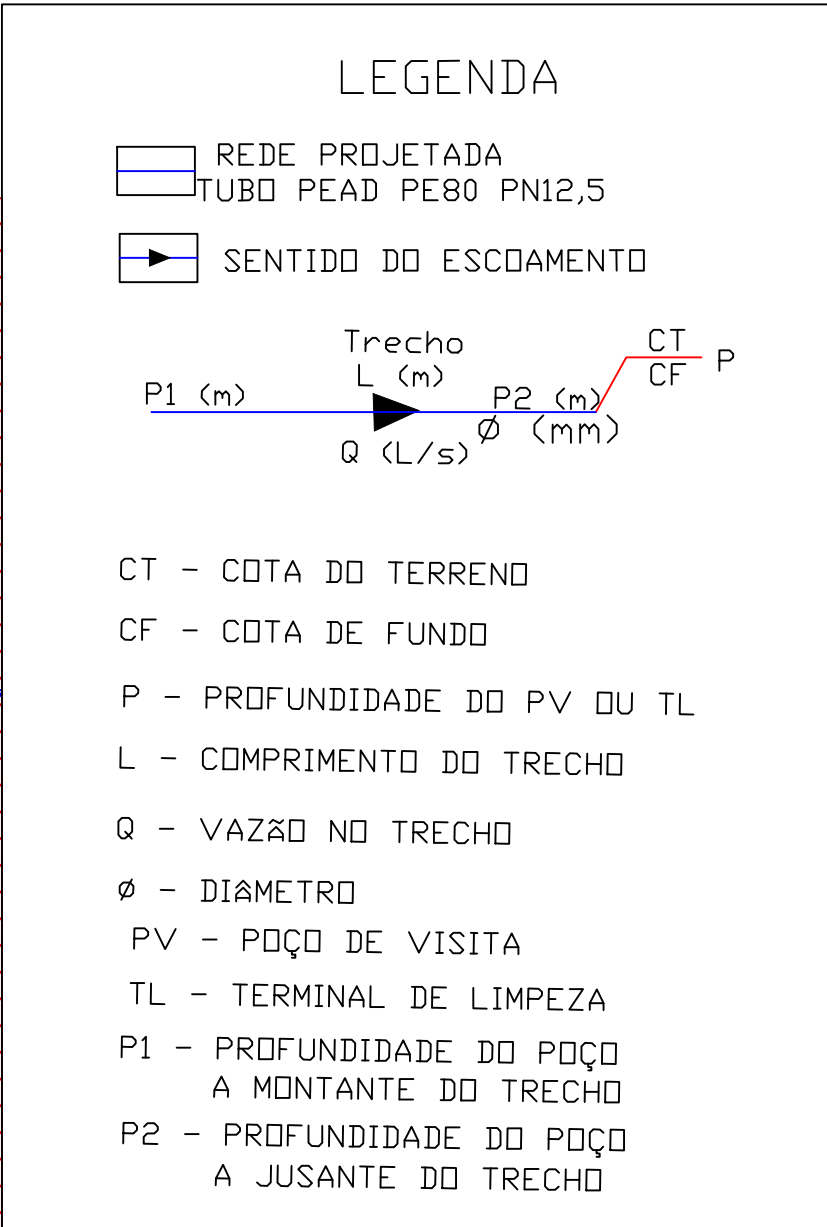 LEGENDA
REDE PROJETADA
TUBO PEAD PE80 PN12,5
SENTIDO DO ESCOAMENTO
Trecho
L (m)
P1 (m)
P2 (m)
Q (L/s)
Ø (mm)
CT
CF
P
CT - COTA DO TERRENO
CF - COTA DE FUNDO
P - PROFUNDIDADE DO PV OU TL
L - COMPRIMENTO DO TRECHO
Q - VAZÃO NO TRECHO
Ø - DIÂMETRO
PV - POÇO DE VISITA
TL - TERMINAL DE LIMPEZA
P1 - PROFUNDIDADE DO POÇO
A MONTANTE DO TRECHO
P2 - PROFUNDIDADE DO POÇO
A JUSANTE DO TRECHO